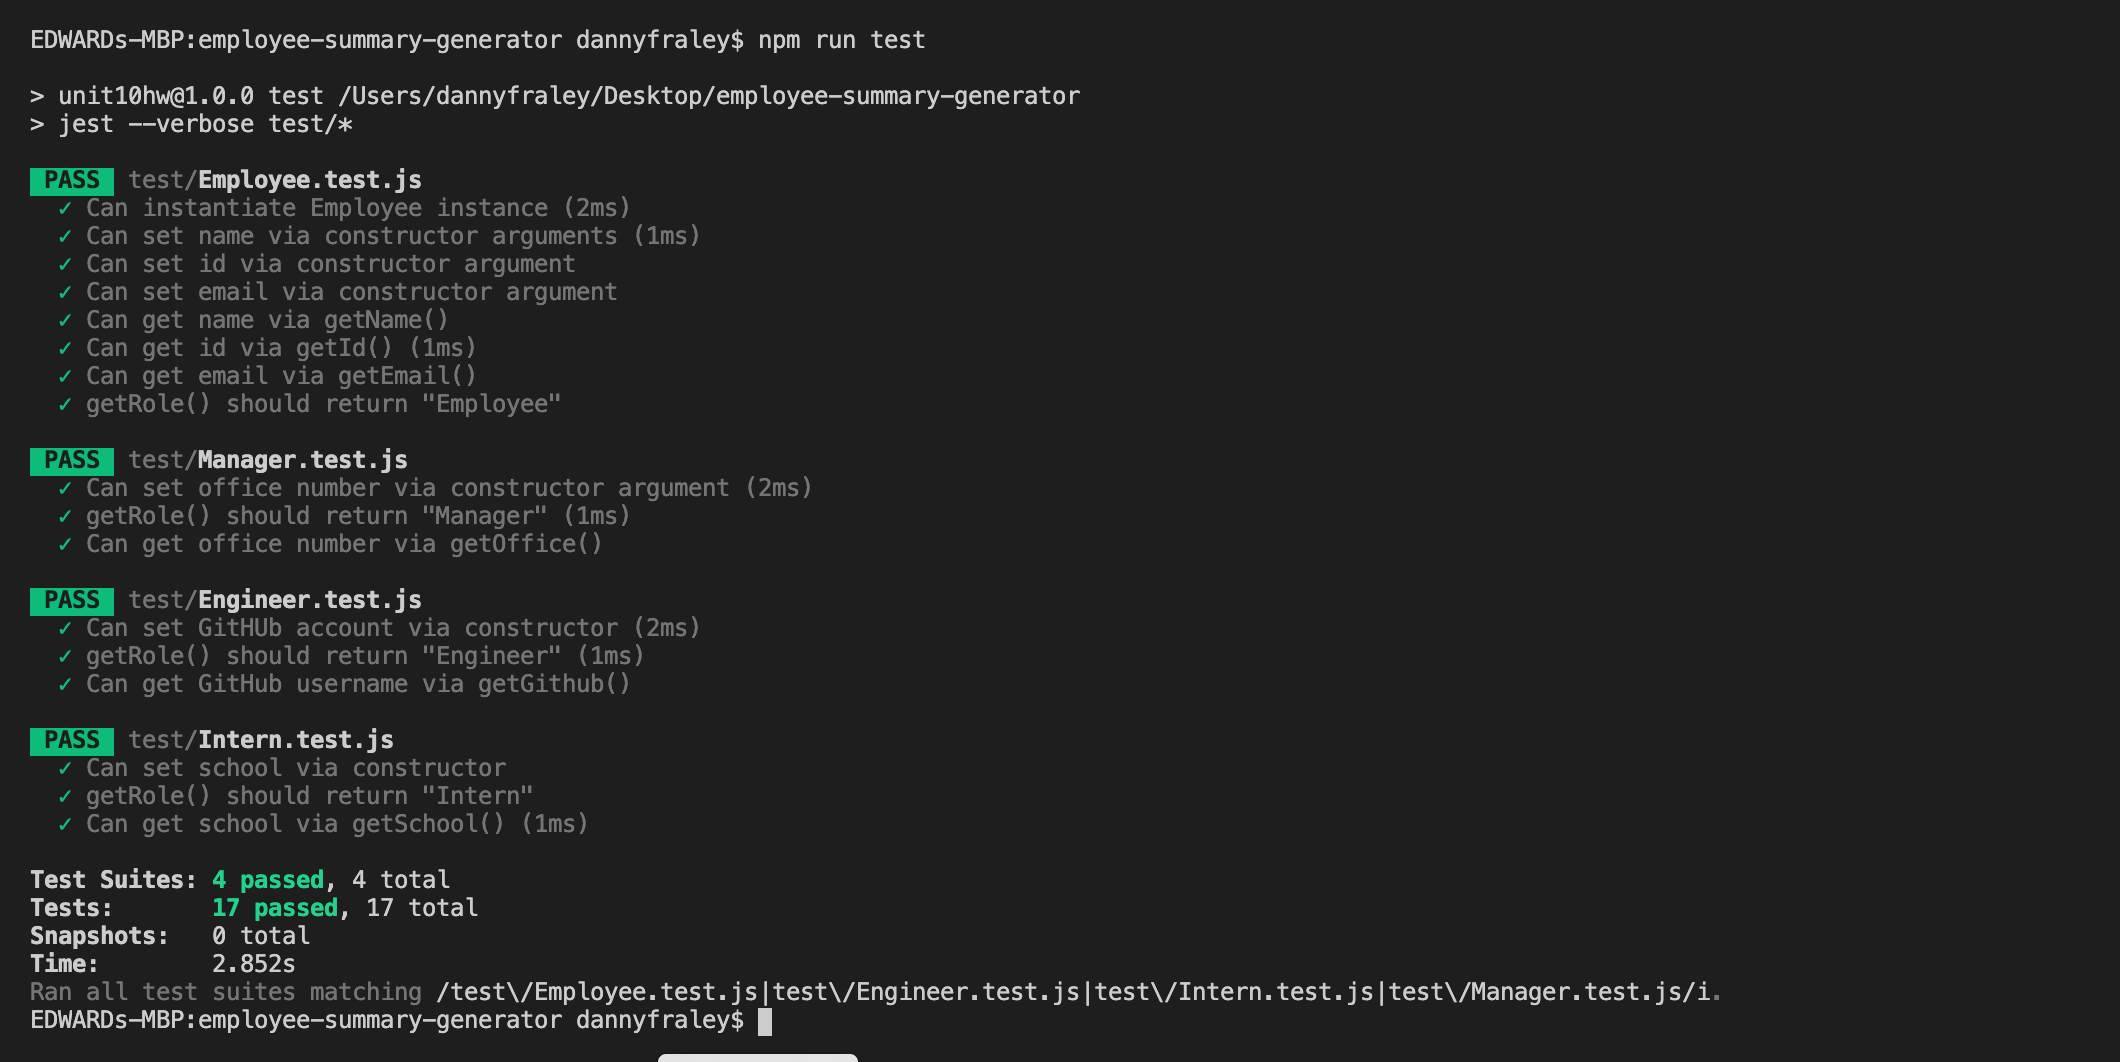 EDWARDs-MBP:employee-summary-generator dannyfraley$ npm run test
> unit10hw@1.0.0 test /Users/dannyfraley/Desktop/employee-summary-generator
> jest --verbose test/*
PASS test/Employee.test.js
✓ Can instantiate Employee instance (2ms)
✓ Can set name via constructor arguments (1ms)
✓ Can set id via constructor argument
✓ Can set email via constructor argument
✓ Can get name via getName()
✓ Can get id via getId() (1ms)
✓ Can get email via getEmail()
✓ getRole() should return "Employee"
PASS test/Manager.test.js
✓ Can set office number via constructor argument (2ms)
✓ getRole() should return "Manager" (1ms)
✓ Can get office number via getOffice()
PASS test/Engineer.test.js
✓ Can set GitHUb account via constructor (2ms)
✓ getRole() should return "Engineer" (1ms)
✓ Can get GitHub username via getGithub()
PASS test/Intern.test.js
✓ Can set school via constructor
✓ getRole() should return "Intern"
✓ Can get school via getSchool() (1ms)
Test Suites: 4 passed, 4 total
Tests: 17 passed, 17 total
Snapshots: 0 total
Time: 2.852s
Ran all test suites matching /test\/Employee.test.js|test\/Engineer.test.js|test\/Intern.test.js|test\/Manager.test.js/i.
EDWARDs-MBP:employee-summary-generator dannyfraley$